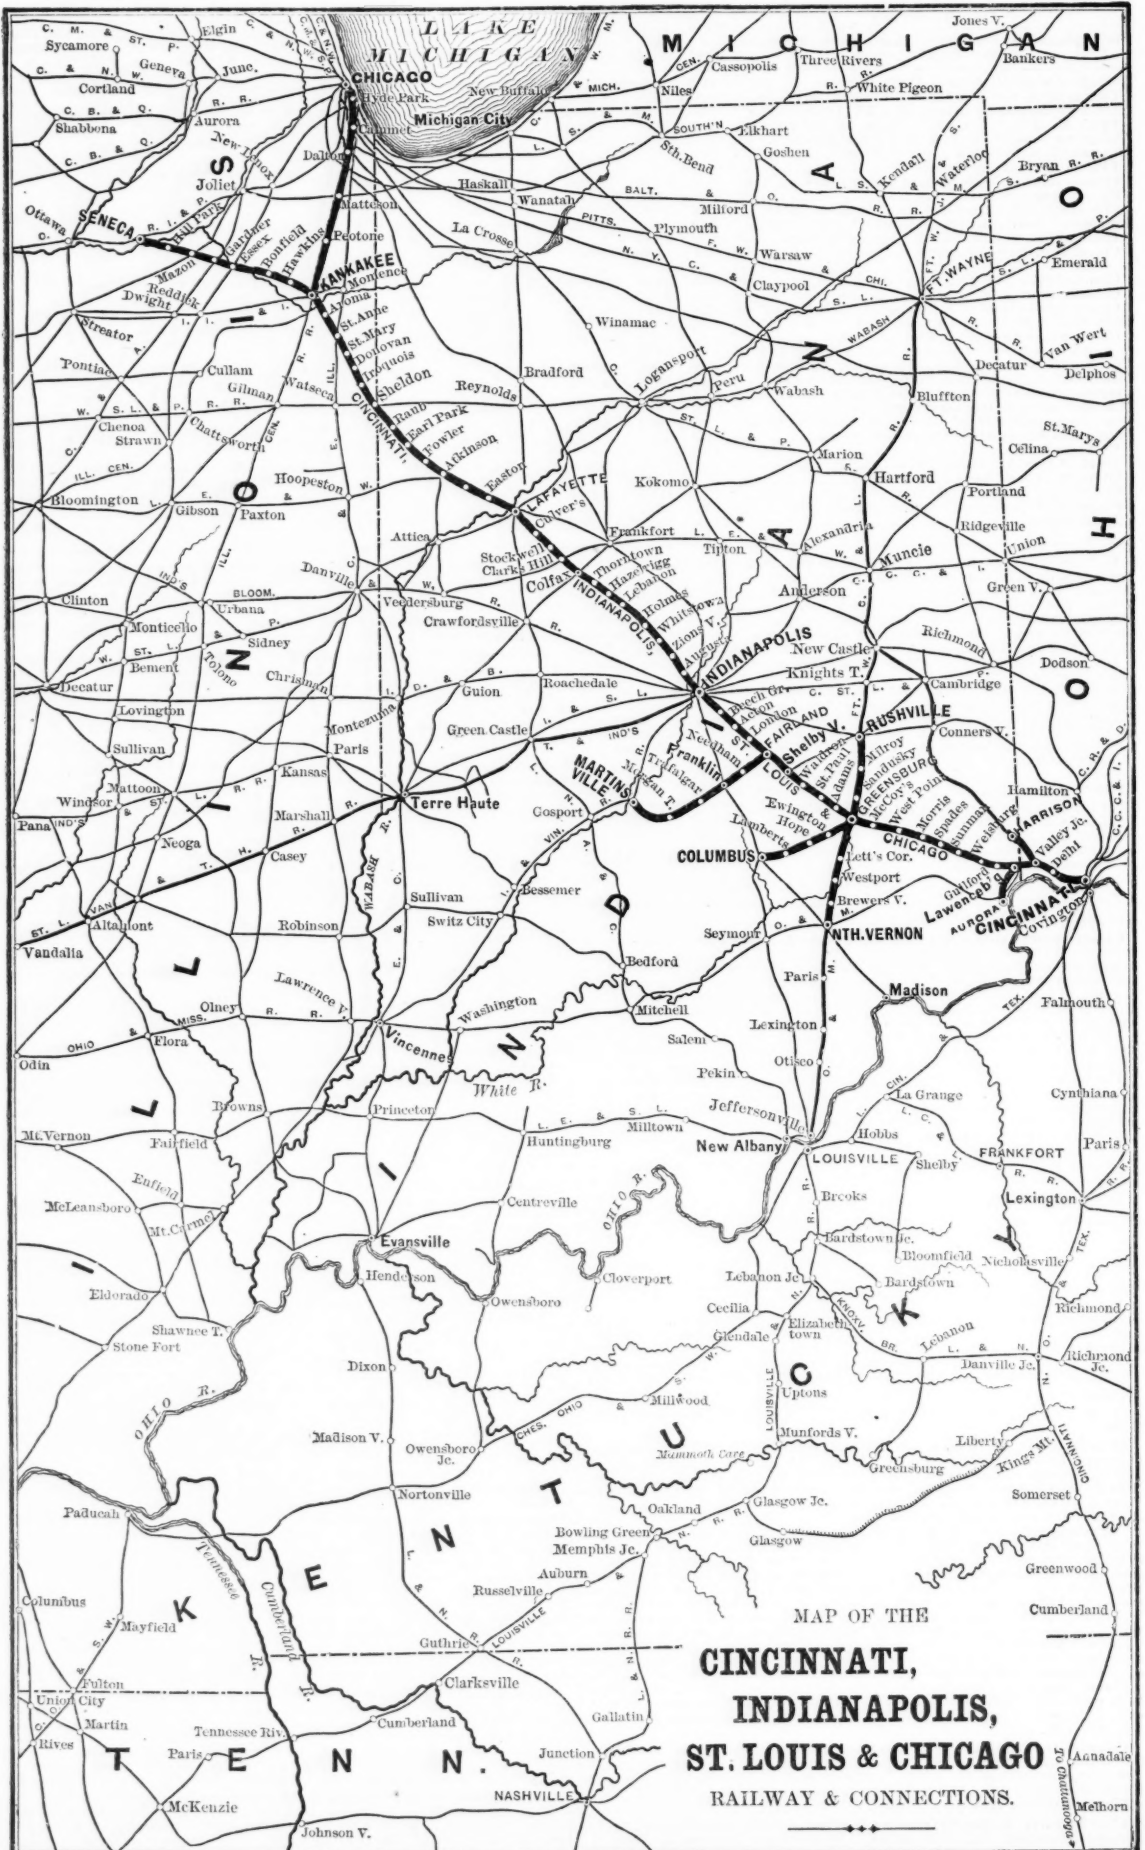 LAKE
MICHIGAN
MICHIGAN
Jones V.
Bankers
Elgin
Sycamore
Geneva
Junc.
Cortland
CHICAGO
Hyde Park
New Buffalo
Cassopolis
Three Rivers
Niles
White Pigeon
Shabbona
Aurora
Calumet
Michigan City
Elkhart
Sth.Bend
Goshen
Kendall
Waterloo
Bryan
New Lenox
Dalton
Joliet
Haskall
Wanatah
Milford
Matteson
Ottawa
SENECA
Mazon
Gardner
Essex
Bonfield
Hawkins
Peotone
La Crosse
Plymouth
Warsaw
Claypool
FT. WAYNE
Emerald
KANKAKEE
Momence
Aroma
St.Anne
St.Mary
Donovan
Iroquois
Sheldon
Reddick
Dwight
Streator
Winamac
Van Wert
Delphos
Decatur
Pontiac
Cullam
Gilman
Watseca
Reynolds
Bradford
Logansport
Peru
Wabash
Bluffton
Chenoa
Strawn
Chattsworth
CINCINNATI,
Raub
Earl Park
Fowler
Atkinson
Easton
LAFAYETTE
Culver's
St.Marys
Celina
Marion
Hartford
Portland
Kokomo
Bloomington
Gibson
Paxton
Hoopeston
Attica
Frankfort
Tipton
Alexandria
Ridgeville
Union
Stockwell
Clarks Hill
Colfax
Thorntown
Hazelrigg
Lebanon
Holmes
Zions V.
Augusta
INDIANAPOLIS,
Muncie
Anderson
Green V.
Clinton
Urbana
Danville
Veedersburg
Crawfordsville
Monticello
Sidney
Bement
Tolono
Decatur
Chrisman
Guion
Roachedale
INDIANAPOLIS
New Castle
Knights T.
Richmond
Dodson
Cambridge
Lovington
Montezuma
Green Castle
Sullivan
Paris
Beech Gr.
Acton
London
FAIRLAND
Shelby V.
Waldron
St.Paul
Adams
RUSHVILLE
Milroy
Sandusky
GREENSBURG
Conners V.
Needham
Franklin
Trafalgar
Morgan T.
MARTINS
VILLE
ST.
LOUIS
&
CHICAGO
McCoy's
West Point
Morris
Spades
Sunman
Weisburg
HARRISON
Hamilton
Valley Jc.
Delhi
Guilford
Lawrenceb'g
AURORA
CINCINNATI
Covington
Mattoon
Kansas
Windsor
Pana
Neoga
Marshall
Terre Haute
Gosport
Casey
Ewington
Hope
Lamberts
COLUMBUS
Lett's Cor.
Westport
Brewers V.
NTH.VERNON
Altamont
Vandalia
Sullivan
Switz City
Bessemer
Robinson
Seymour
Bedford
Paris
Madison
Lawrence V.
Olney
Washington
Mitchell
Salem
Lexington
Falmouth
Odin
Flora
Vincennes
White R.
Otisco
Pekin
Browns
Princeton
Milltown
Jeffersonville
La Grange
Cynthiana
Mt. Vernon
Fairfield
Huntingburg
New Albany
LOUISVILLE
Hobbs
Shelby
FRANKFORT
Paris
Enfield
McLeansboro
Mt.Carmel
Centreville
OHIO R.
Brooks
Lexington
Evansville
Bardstown Jc.
Bloomfield
Nicholasville
Henderson
Cloverport
Lebanon Jc.
Bardstown
Eldorado
Owensboro
Cecilia
Elizabeth
town
Richmond
Shawnee T.
Stone Fort
Glendale
Lebanon
Danville Jc.
Richmond
Jc.
Dixon
OHIO R.
Millwood
Uptons
Madison V.
Owensboro
Jc.
Munfords V.
Liberty
Kings Mt.
Mammoth Cave
Greensburg
Paducah
Nortonville
Oakland
Glasgow Jc.
Somerset
Bowling Green
Memphis Jc.
Glasgow
Tennessee
R.
Cumberland
R.
Auburn
Russelville
Greenwood
Columbus
Mayfield
Cumberland
Guthrie
Fulton
Union City
Martin
Rives
Clarksville
Cumberland
Gallatin
Tennessee Riv.
Paris
Junction
Annadale
McKenzie
NASHVILLE
Melhorn
Johnson V.
To Chattanooga
ILLINOIS
INDIANA
OHIO
KENTUCKY
TENN.
MAP OF THE
CINCINNATI,
INDIANAPOLIS,
ST. LOUIS & CHICAGO
RAILWAY & CONNECTIONS.